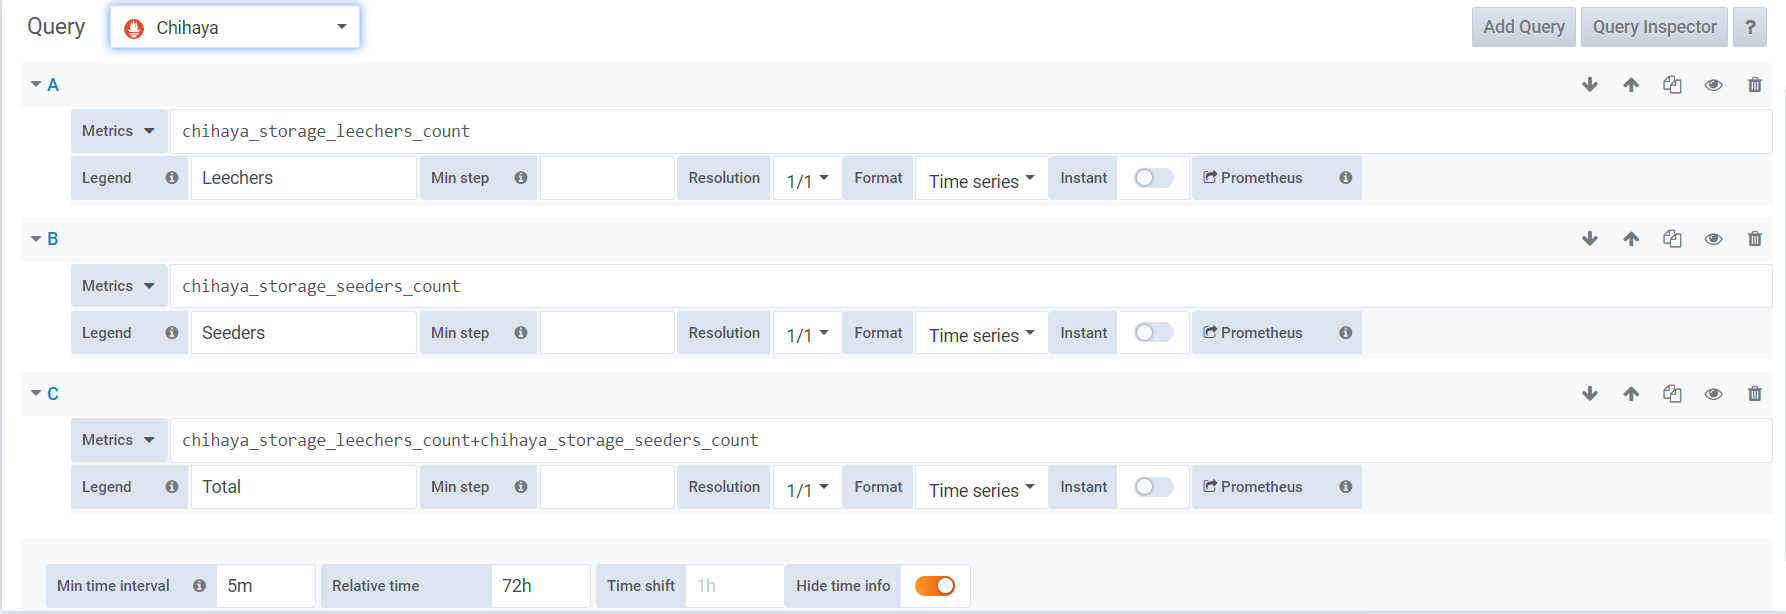 Query Chihaya Add Query Query Inspector ?
A
Metrics chihaya_storage_leechers_count
Legend Leechers Min step Resolution 1/1 Format Time series Instant Prometheus
B
Metrics chihaya_storage_seeders_count
Legend Seeders Min step Resolution 1/1 Format Time series Instant Prometheus
C
Metrics chihaya_storage_leechers_count+chihaya_storage_seeders_count
Legend Total Min step Resolution 1/1 Format Time series Instant Prometheus
Min time interval 5m Relative time 72h Time shift 1h Hide time info